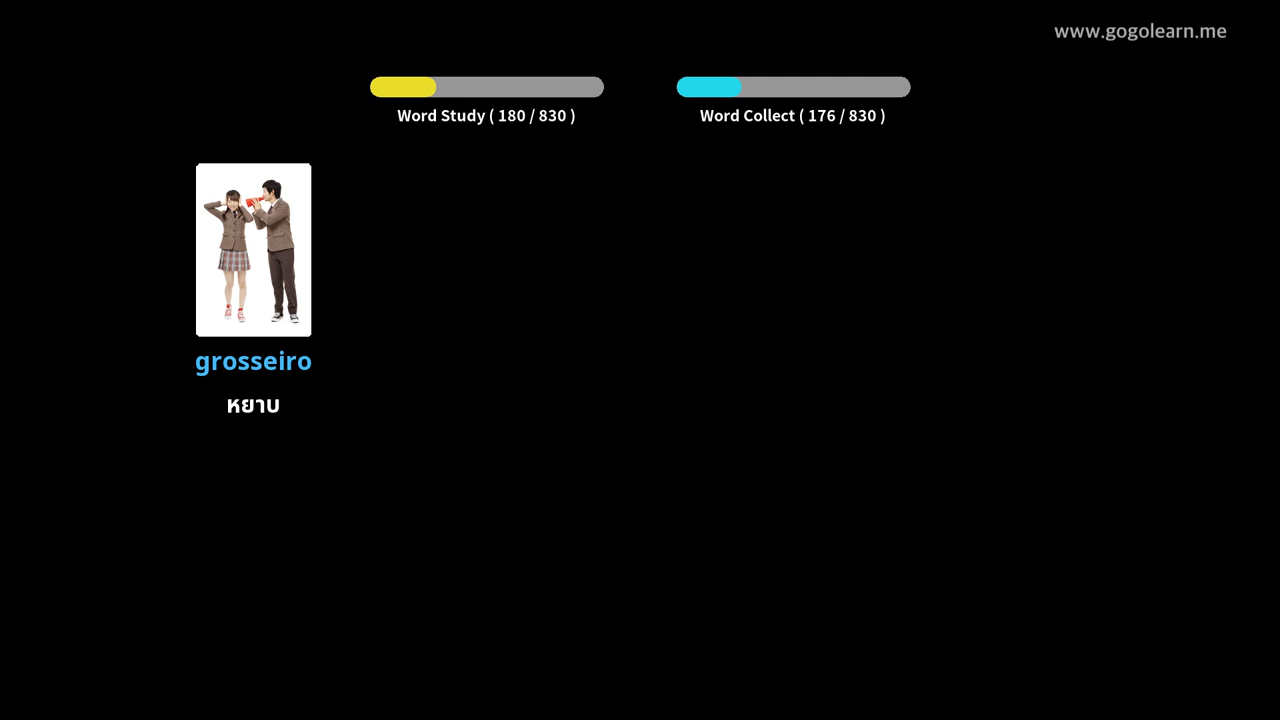 www.gogolearn.me
Word Study ( 180 / 830 )
Word Collect ( 176 / 830 )
grosseiro
หยาบ